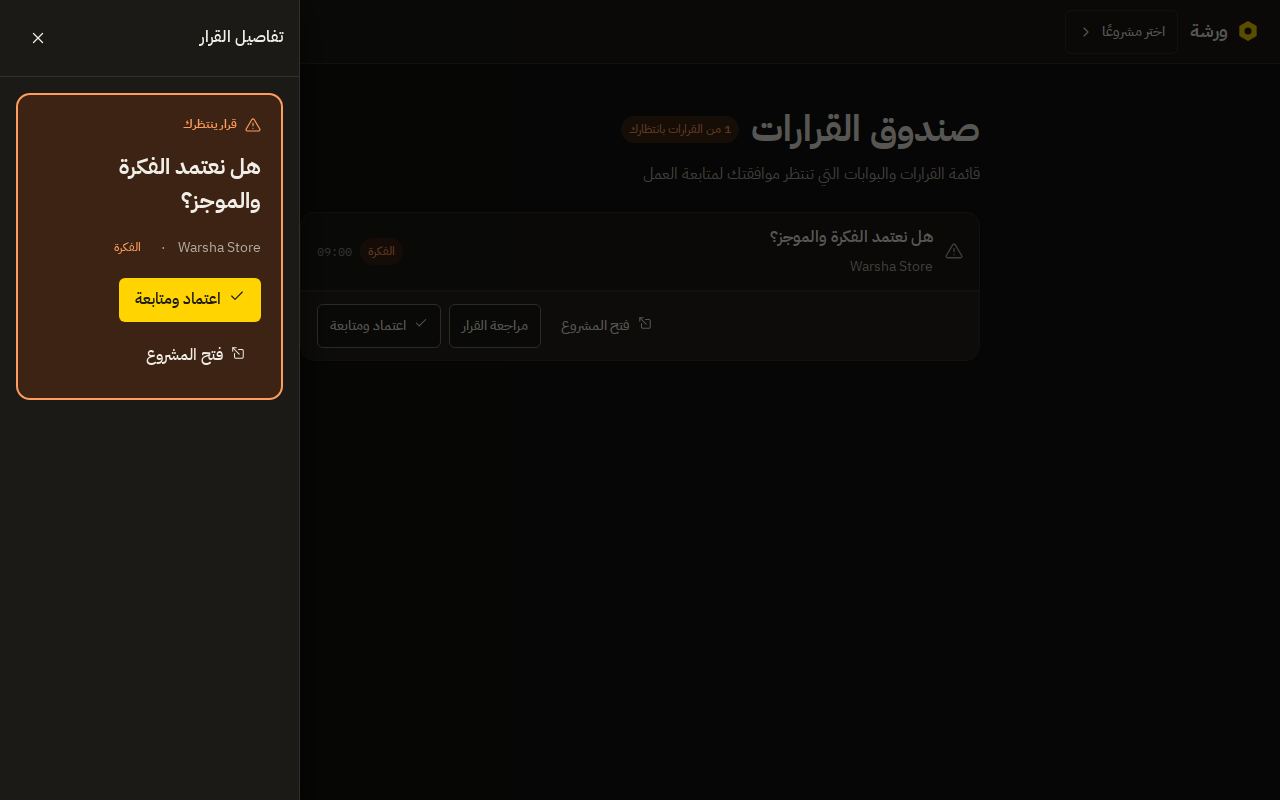 ورشة
اختر مشروعًا
صندوق القرارات
1 من القرارات بانتظارك
قائمة القرارات والبوابات التي تنتظر موافقتك لمتابعة العمل
هل نعتمد الفكرة والموجز؟
Warsha Store
الفكرة
09:00
فتح المشروع
مراجعة القرار
اعتماد ومتابعة
تفاصيل القرار
قرار ينتظرك
هل نعتمد الفكرة
والموجز؟
Warsha Store · الفكرة
اعتماد ومتابعة
فتح المشروع